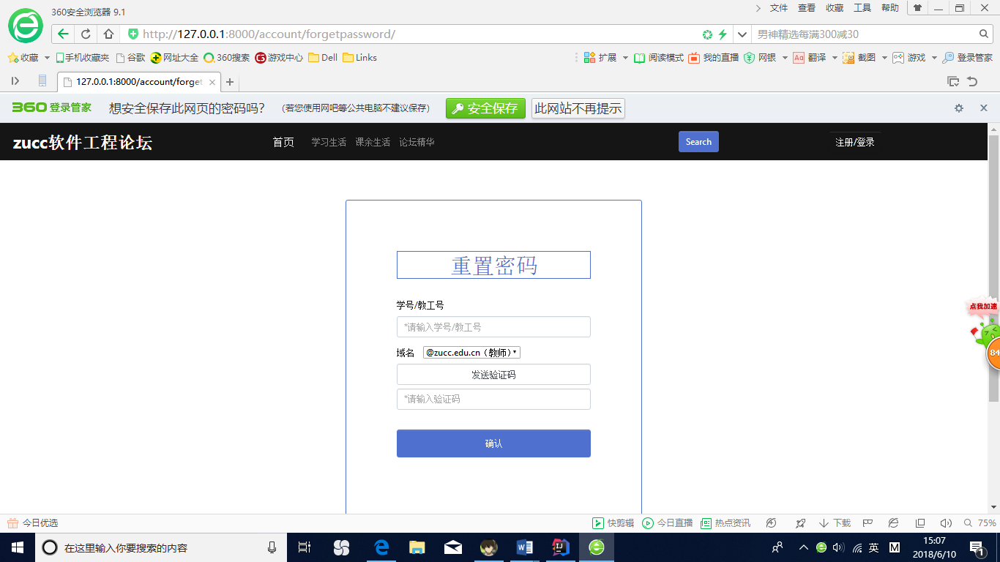 360安全浏览器 9.1
文件 查看 收藏 工具 帮助
http://127.0.0.1:8000/account/forgetpassword/
男神精选每满300减30
收藏 手机收藏夹 谷歌 网址大全 360搜索 游戏中心 Dell Links
扩展 阅读模式 我的直播 网银 翻译 截图 游戏 登录管家
127.0.0.1:8000/account/forget
360 登录管家 想安全保存此网页的密码吗? (若您使用网吧等公共电脑不建议保存) 安全保存 此网站不再提示
zucc软件工程论坛 首页 学习生活 课余生活 论坛精华 Search 注册/登录
重置密码
学号/教工号
*请输入学号/教工号
域名 @zucc.edu.cn (教师)
发送验证码
*请输入验证码
确认
点我加速
84
今日优选
快剪辑 今日直播 热点资讯 下载 75%
在这里输入你要搜索的内容
英 M
15:07
2018/6/10
1